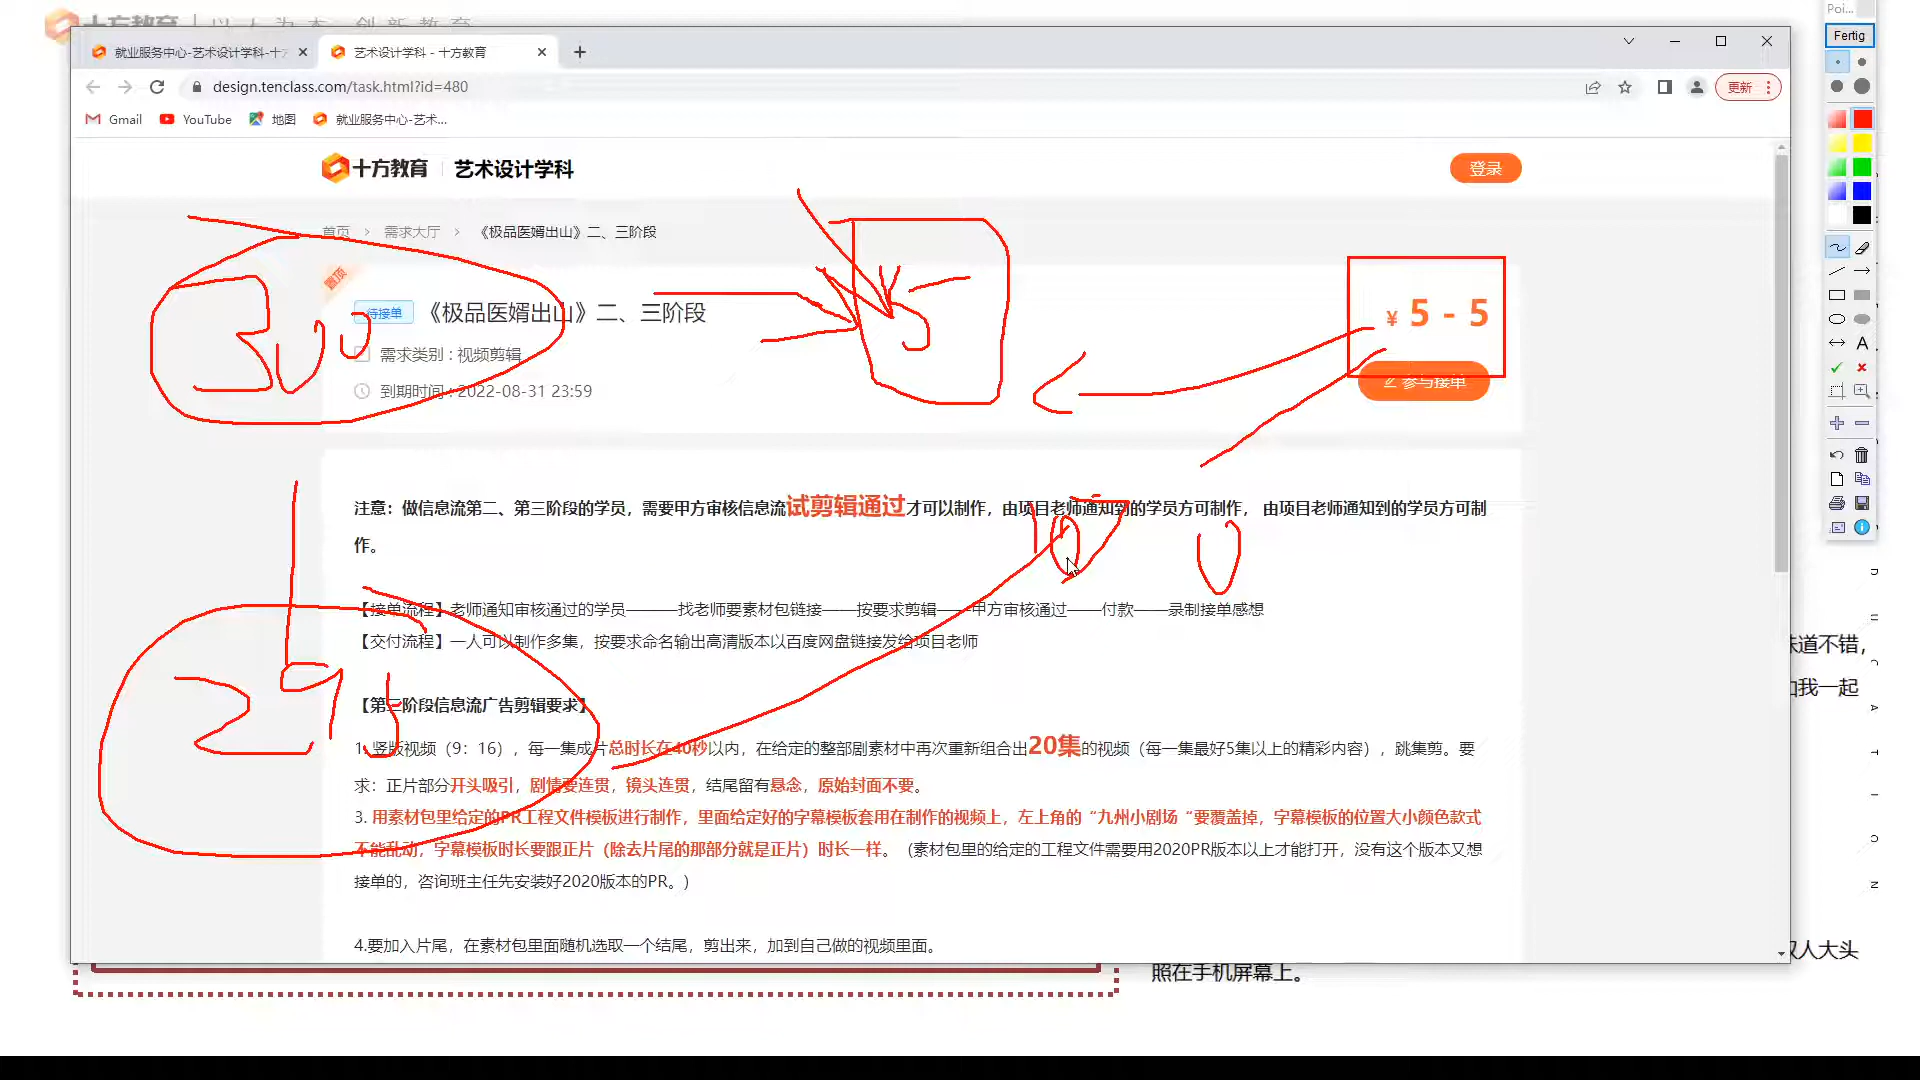 十方教育 | 以人为本 创新教育
Poi...
Fertig
就业服务中心-艺术设计学科-十
艺术设计学科 - 十方教育
design.tenclass.com/task.html?id=480
更新
Gmail
YouTube
地图
就业服务中心-艺术...
十方教育 艺术设计学科
登录
首页 > 需求大厅 > 《极品医婿出山》二、三阶段
置顶
待接单 《极品医婿出山》二、三阶段
¥ 5 - 5
需求类别 : 视频剪辑
参与接单
到期时间 : 2022-08-31 23:59
300
5
注意：做信息流第二、第三阶段的学员，需要甲方审核信息流试剪辑通过才可以制作，由项目老师通知到的学员方可制作， 由项目老师通知到的学员方可制
作。
10
0
【接单流程】老师通知审核通过的学员———找老师要素材包链接——按要求剪辑——甲方审核通过——付款——录制接单感想
【交付流程】一人可以制作多集，按要求命名输出高清版本以百度网盘链接发给项目老师
295
【第二阶段信息流广告剪辑要求】
1. 竖版视频（9：16），每一集成片总时长在40秒以内，在给定的整部剧素材中再次重新组合出20集的视频（每一集最好5集以上的精彩内容）, 跳集剪。要
求：正片部分开头吸引，剧情要连贯，镜头连贯，结尾留有悬念，原始封面不要。
3. 用素材包里给定的PR工程文件模板进行制作，里面给定好的字幕模板套用在制作的视频上，左上角的“九州小剧场“要覆盖掉，字幕模板的位置大小颜色款式
不能乱动，字幕模板时长要跟正片（除去片尾的那部分就是正片）时长一样。（素材包里的给定的工程文件需要用2020PR版本以上才能打开，没有这个版本又想
接单的，咨询班主任先安装好2020版本的PR。）
4.要加入片尾，在素材包里面随机选取一个结尾，剪出来，加到自己做的视频里面。
味道不错，
和我一起
人大头
照在手机屏幕上。
D
U
C
A
T
I
O
N